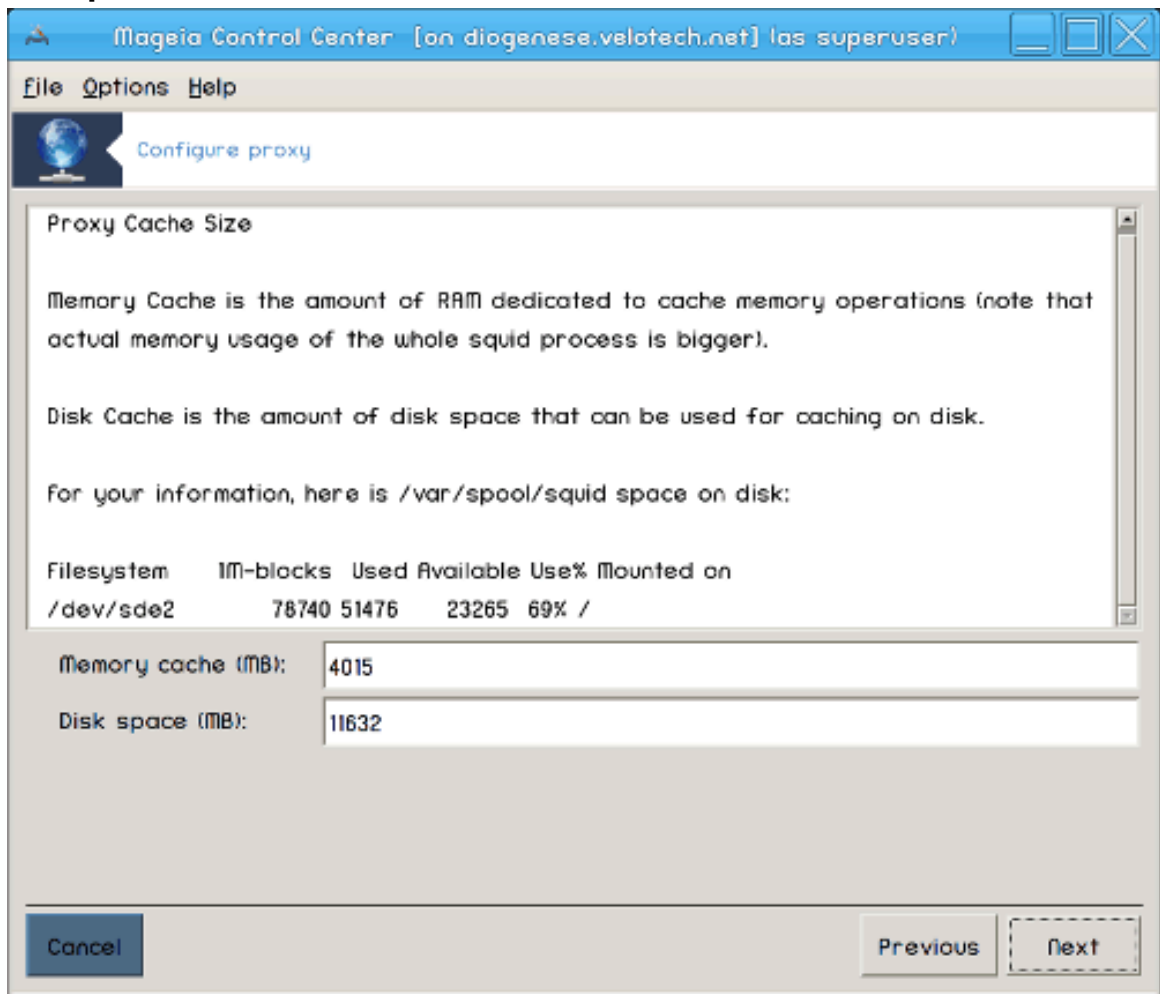 Mageia Control Center [on diogenese.velotech.net] (as superuser)
File Options Help
Configure proxy
Proxy Cache Size
Memory Cache is the amount of RAM dedicated to cache memory operations (note that
actual memory usage of the whole squid process is bigger).
Disk Cache is the amount of disk space that can be used for caching on disk.
For your information, here is /var/spool/squid space on disk:
Filesystem 1M-blocks Used Available Use% Mounted on
/dev/sde2 78740 51476 23265 69% /
Memory cache (MB): 4015
Disk space (MB): 11632
Cancel Previous Next